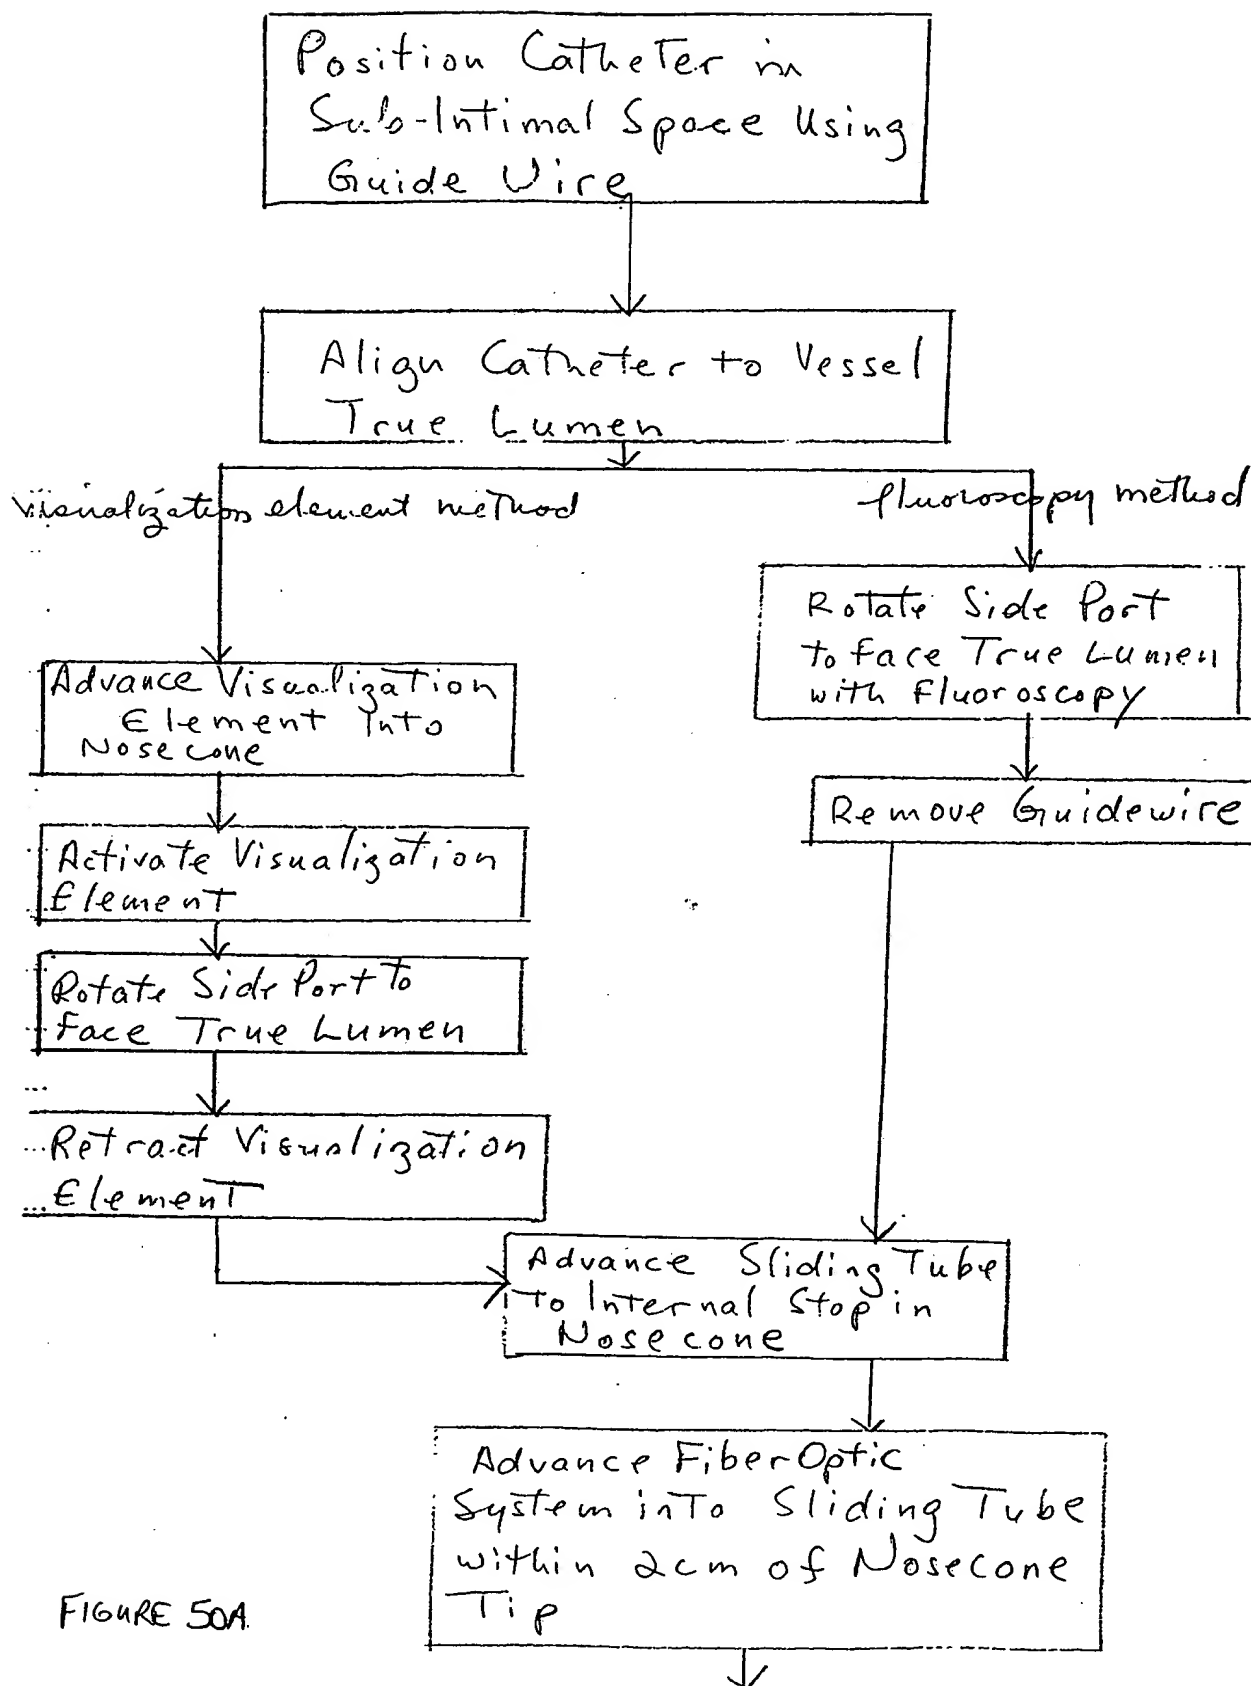 Position Catheter in
Sub-Intimal Space Using
Guide Wire
Align Catheter to Vessel
True Lumen
visualization element method
fluoroscopy method
Advance Visualization
Element Into
Nosecone
Activate Visualization
Element
Rotate Side Port to
Face True Lumen
Retract Visualization
Element
Rotate Side Port
to Face True Lumen
with Fluoroscopy
Remove Guidewire
Advance Sliding Tube
To Internal Stop in
Nosecone
Advance Fiber Optic
System into Sliding Tube
within 2cm of Nosecone
Tip
FIGURE 50A